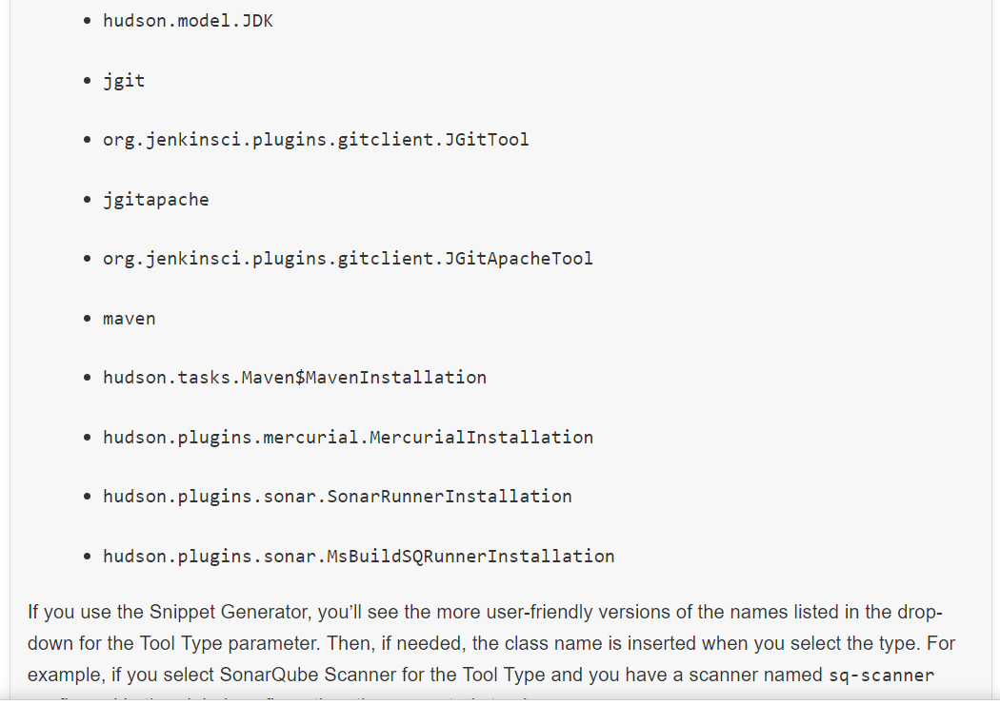 hudson.model.JDK
jgit
org.jenkinsci.plugins.gitclient.JGitTool
jgitapache
org.jenkinsci.plugins.gitclient.JGitApacheTool
maven
hudson.tasks.Maven$MavenInstallation
hudson.plugins.mercurial.MercurialInstallation
hudson.plugins.sonar.SonarRunnerInstallation
hudson.plugins.sonar.MsBuildSQRunnerInstallation
If you use the Snippet Generator, you’ll see the more user-friendly versions of the names listed in the drop-
down for the Tool Type parameter. Then, if needed, the class name is inserted when you select the type. For
example, if you select SonarQube Scanner for the Tool Type and you have a scanner named sq-scanner